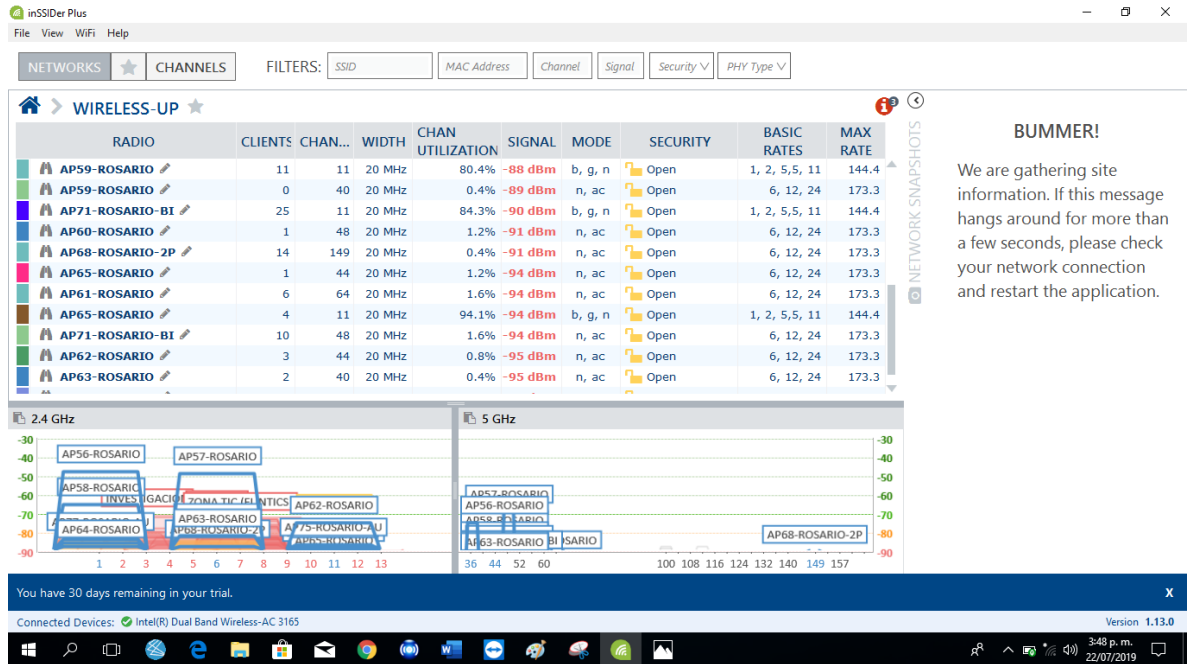 inSSIDer Plus
File View WiFi Help
NETWORKS CHANNELS FILTERS: SSID MAC Address Channel Signal Security PHY Type
WIRELESS-UP 3
RADIO CLIENTS CHAN... WIDTH CHAN UTILIZATION SIGNAL MODE SECURITY BASIC RATES MAX RATE
AP59-ROSARIO 11 11 20 MHz 80.4% -88 dBm b, g, n Open 1, 2, 5,5, 11 144.4
AP59-ROSARIO 0 40 20 MHz 0.4% -89 dBm n, ac Open 6, 12, 24 173.3
AP71-ROSARIO-BI 25 11 20 MHz 84.3% -90 dBm b, g, n Open 1, 2, 5,5, 11 144.4
AP60-ROSARIO 1 48 20 MHz 1.2% -91 dBm n, ac Open 6, 12, 24 173.3
AP68-ROSARIO-2P 14 149 20 MHz 0.4% -91 dBm n, ac Open 6, 12, 24 173.3
AP65-ROSARIO 1 44 20 MHz 1.2% -94 dBm n, ac Open 6, 12, 24 173.3
AP61-ROSARIO 6 64 20 MHz 1.6% -94 dBm n, ac Open 6, 12, 24 173.3
AP65-ROSARIO 4 11 20 MHz 94.1% -94 dBm b, g, n Open 1, 2, 5,5, 11 144.4
AP71-ROSARIO-BI 10 48 20 MHz 1.6% -94 dBm n, ac Open 6, 12, 24 173.3
AP62-ROSARIO 3 44 20 MHz 0.8% -95 dBm n, ac Open 6, 12, 24 173.3
AP63-ROSARIO 2 40 20 MHz 0.4% -95 dBm n, ac Open 6, 12, 24 173.3
NETWORK SNAPSHOTS
BUMMER!
We are gathering site
information. If this message
hangs around for more than
a few seconds, please check
your network connection
and restart the application.
2.4 GHz
-30
-40
-50
-60
-70
-80
-90
AP56-ROSARIO
AP57-ROSARIO
AP58-ROSARIO
AP62-ROSARIO
AP63-ROSARIO
AP64-ROSARIO
AP68-ROSARIO-2P
AP75-ROSARIO-AU
AP65-ROSARIO
1 2 3 4 5 6 7 8 9 10 11 12 13
5 GHz
-30
-40
-50
-60
-70
-80
-90
AP57-ROSARIO
AP56-ROSARIO
AP58-ROSARIO
AP63-ROSARIO
AP68-ROSARIO-2P
36 44 52 60 100 108 116 124 132 140 149 157
You have 30 days remaining in your trial. X
Connected Devices: Intel(R) Dual Band Wireless-AC 3165 Version 1.13.0
3:48 p. m.
22/07/2019